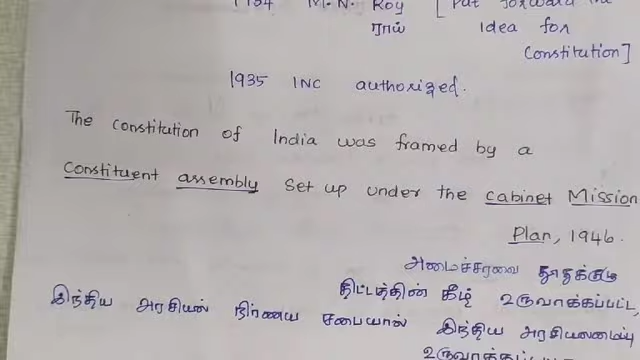 1934 M.N. Roy [Put forward the
ராய் idea for
Constitution]
1935 INC authorized.
The constitution of India was framed by a
Constituent assembly set up under the cabinet Mission
Plan, 1946.
அமைச்சரவை தூதுக்குழு
திட்டத்தின் கீழ் உருவாக்கப்பட்ட,
இந்திய அரசியல் நிர்ணய சபையால் இந்திய அரசியலமைப்பு